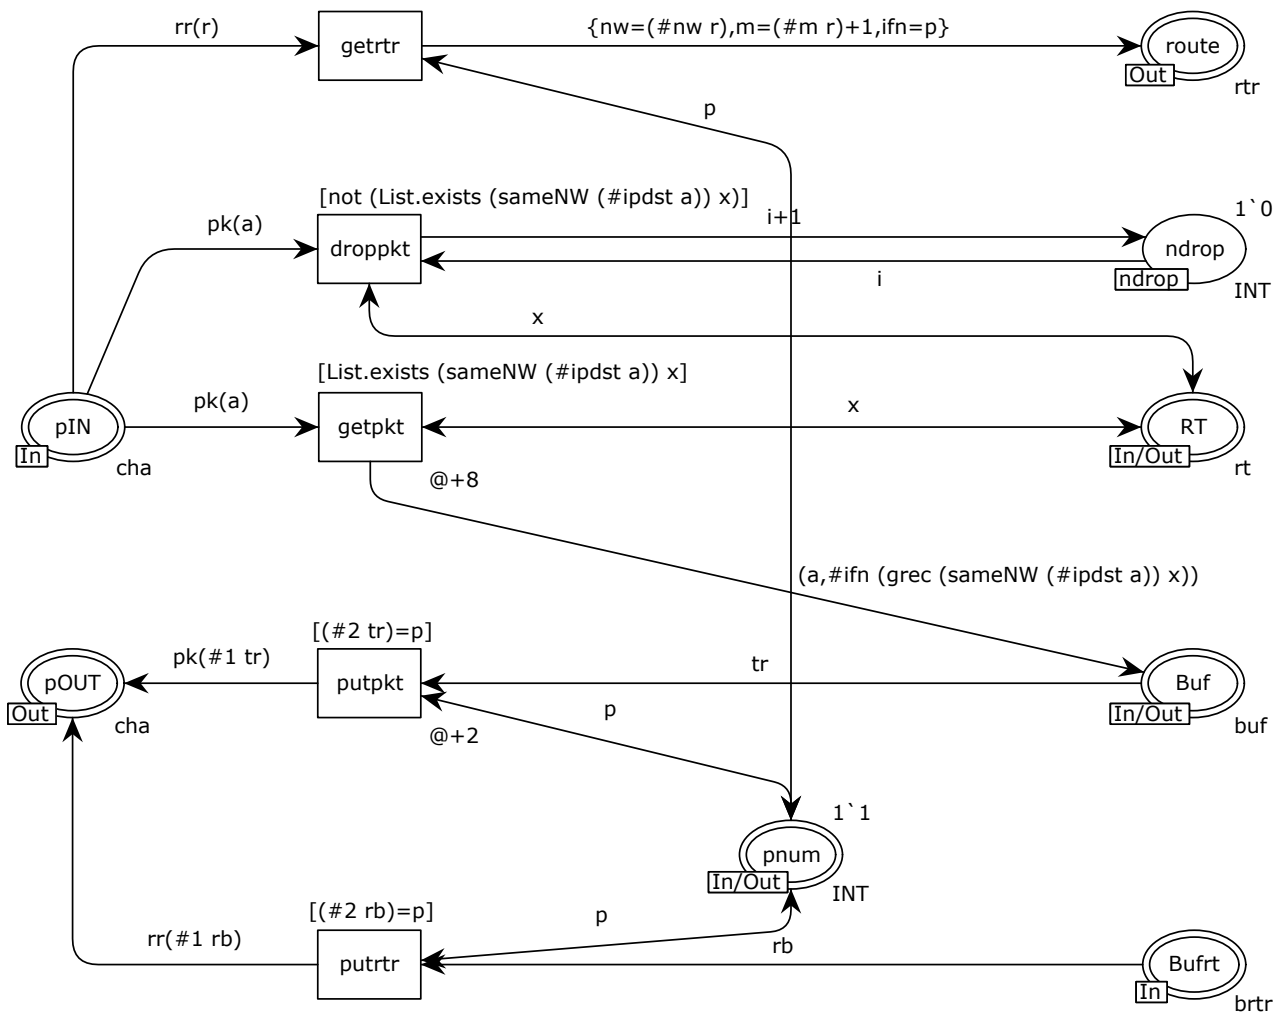 rr(r)
getrtr
{nw=(#nw r),m=(#m r)+1,ifn=p}
route
Out
rtr
p
[not (List.exists (sameNW (#ipdst a)) x)]
pk(a)
droppkt
i+1
1`0
ndrop
ndrop
i
INT
x
[List.exists (sameNW (#ipdst a)) x]
pIN
In
cha
pk(a)
getpkt
x
RT
In/Out
rt
@+8
(a,#ifn (grec (sameNW (#ipdst a)) x))
[(#2 tr)=p]
pOUT
Out
cha
pk(#1 tr)
putpkt
tr
Buf
In/Out
buf
p
@+2
1`1
pnum
In/Out
INT
[(#2 rb)=p]
p
rr(#1 rb)
putrtr
rb
Bufrt
In
brtr